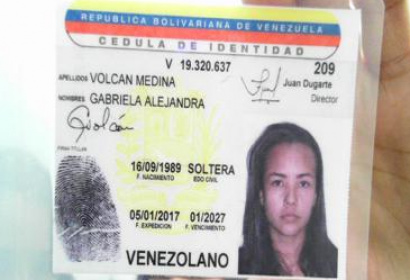 REPUBLICA BOLIVARIANA DE VENEZUELA
CEDULA DE IDENTIDAD
V 19.320.637 209
APELLIDOS VOLCAN MEDINA Juan Dugarte
NOMBRES GABRIELA ALEJANDRA Director
FIRMA TITULAR
16/09/1989 SOLTERA
F. NACIMIENTO EDO CIVIL
05/01/2017 01/2027
F. EXPEDICION F. VENCIMIENTO
VENEZOLANO